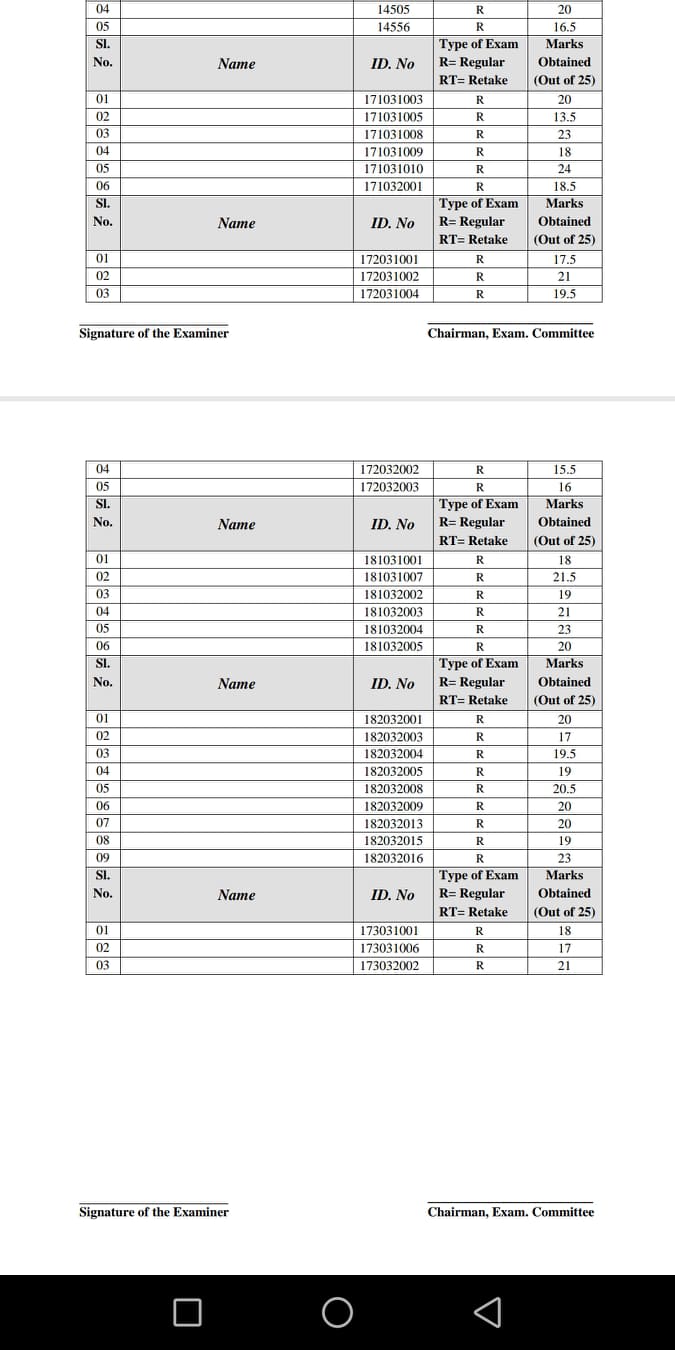 04 14505 R 20
05 14556 R 16.5
Sl. No. Name ID. No Type of Exam R= Regular RT= Retake Marks Obtained (Out of 25)
01 171031003 R 20
02 171031005 R 13.5
03 171031008 R 23
04 171031009 R 18
05 171031010 R 24
06 171032001 R 18.5
Sl. No. Name ID. No Type of Exam R= Regular RT= Retake Marks Obtained (Out of 25)
01 172031001 R 17.5
02 172031002 R 21
03 172031004 R 19.5
Signature of the Examiner Chairman, Exam. Committee
04 172032002 R 15.5
05 172032003 R 16
Sl. No. Name ID. No Type of Exam R= Regular RT= Retake Marks Obtained (Out of 25)
01 181031001 R 18
02 181031007 R 21.5
03 181032002 R 19
04 181032003 R 21
05 181032004 R 23
06 181032005 R 20
Sl. No. Name ID. No Type of Exam R= Regular RT= Retake Marks Obtained (Out of 25)
01 182032001 R 20
02 182032003 R 17
03 182032004 R 19.5
04 182032005 R 19
05 182032008 R 20.5
06 182032009 R 20
07 182032013 R 20
08 182032015 R 19
09 182032016 R 23
Sl. No. Name ID. No Type of Exam R= Regular RT= Retake Marks Obtained (Out of 25)
01 173031001 R 18
02 173031006 R 17
03 173032002 R 21
Signature of the Examiner Chairman, Exam. Committee